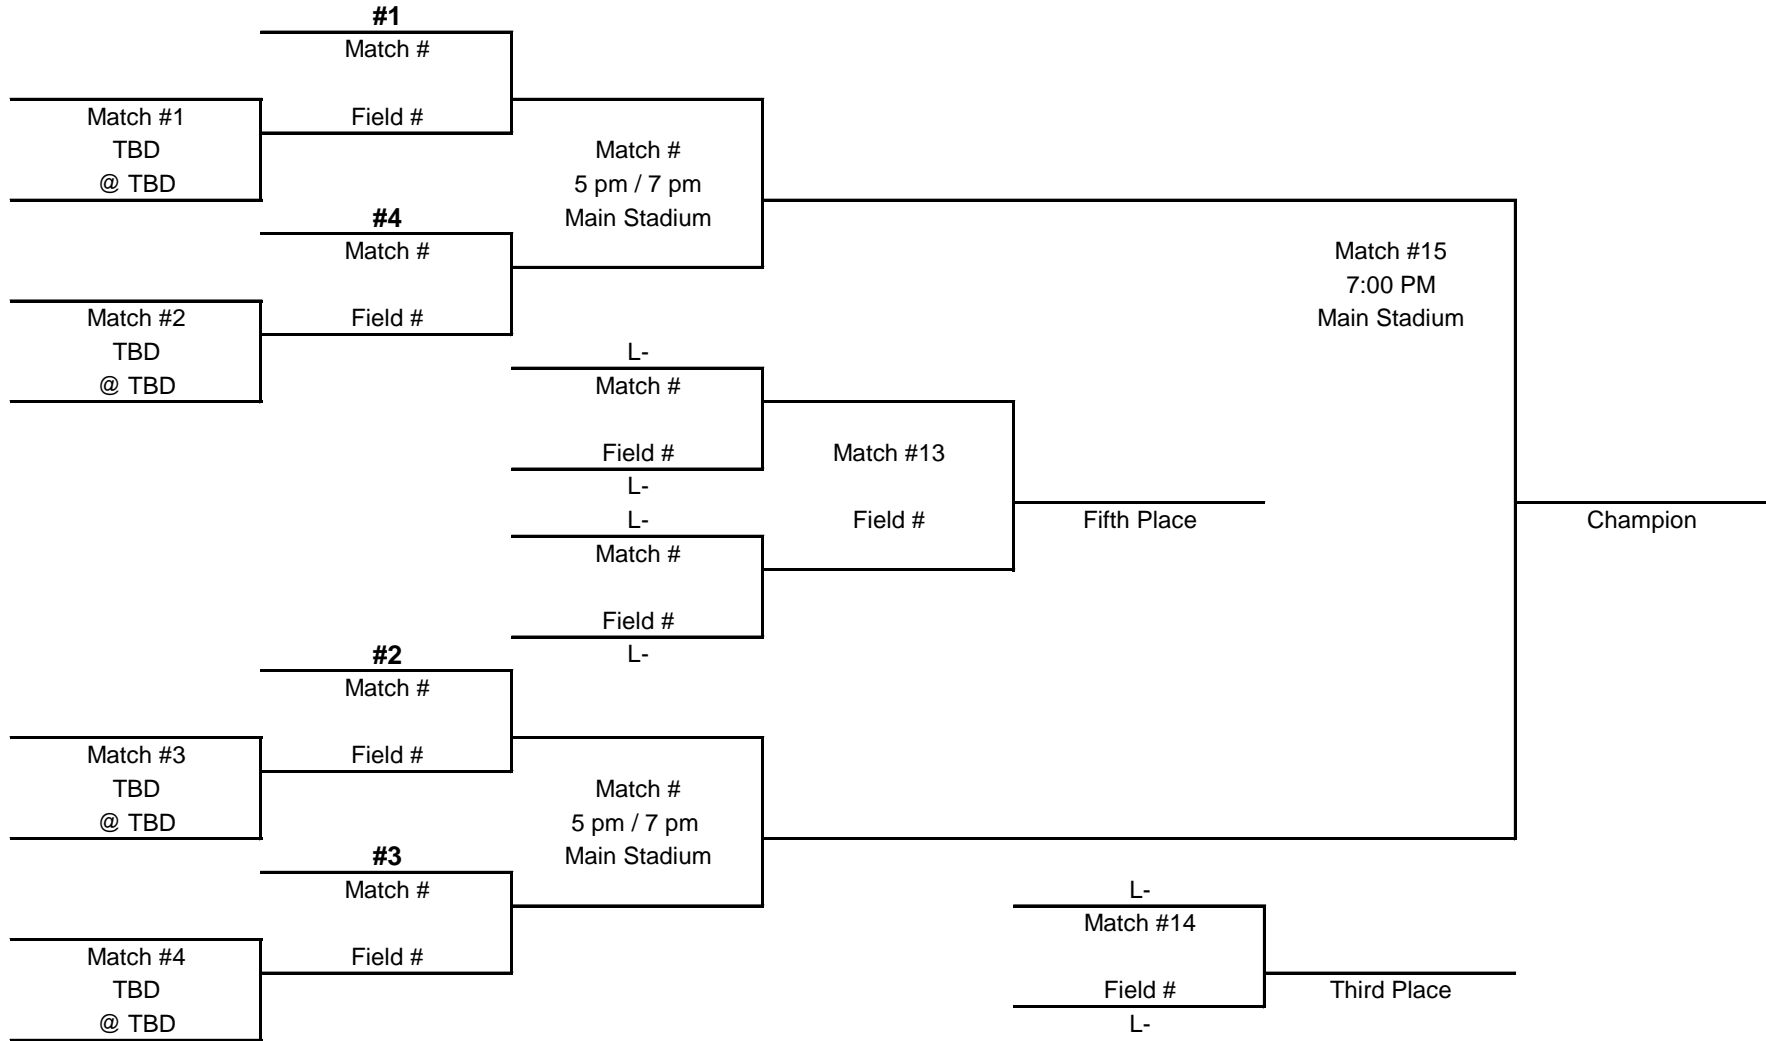 #1
Match #
Field #
Match #1
TBD
@ TBD
#4
Match #
Field #
Match #2
TBD
@ TBD
Match #
5 pm / 7 pm
Main Stadium
L-
Match #
Field #
L-
L-
Match #
Field #
L-
Match #13
Field #
Fifth Place
Match #15
7:00 PM
Main Stadium
Champion
#2
Match #
Field #
Match #3
TBD
@ TBD
#3
Match #
Field #
Match #4
TBD
@ TBD
Match #
5 pm / 7 pm
Main Stadium
L-
Match #14
Field #
L-
Third Place